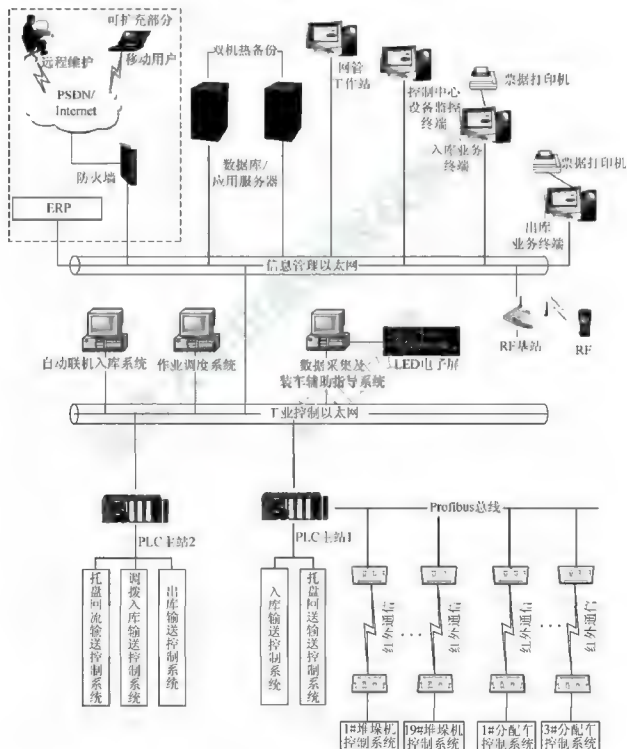 可扩充部分
远程维护
移动用户
PSDN/
Internet
防火墙
ERP
双机热备份
数据库/
应用服务器
网管
工作站
控制中心
设备监控
终端
票据打印机
入库业务
终端
票据打印机
出库
业务终端
信息管理以太网
RF基站
RF
自动联机入库系统
作业调度系统
数据采集及
装车辅助指导系统
LED电子屏
工业控制以太网
PLC主站2
PLC主站1
Profibus总线
托盘回流输送控制系统
调拨入库输送控制系统
出库输送控制系统
入库输送控制系统
托盘回送输送控制系统
红外通信
…
红外通信
红外通信
…
红外通信
1#堆垛机
控制系统
19#堆垛机
控制系统
1#分配车
控制系统
3#分配车
控制系统